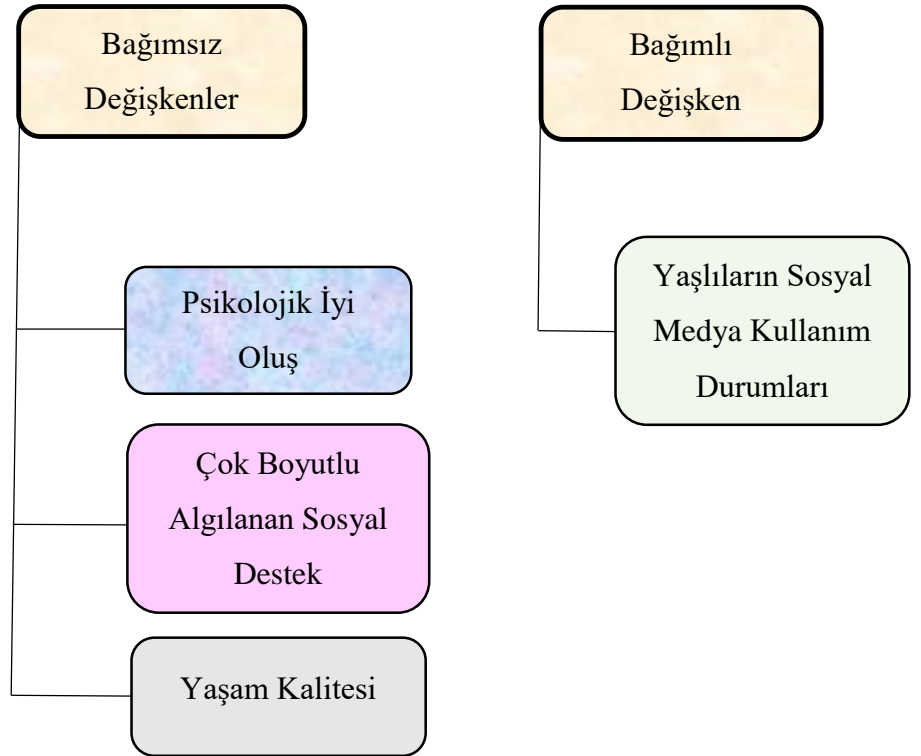 Bağımsız
Değişkenler
Bağımlı
Değişken
Psikolojik İyi
Oluş
Yaşlıların Sosyal
Medya Kullanım
Durumları
Çok Boyutlu
Algılanan Sosyal
Destek
Yaşam Kalitesi